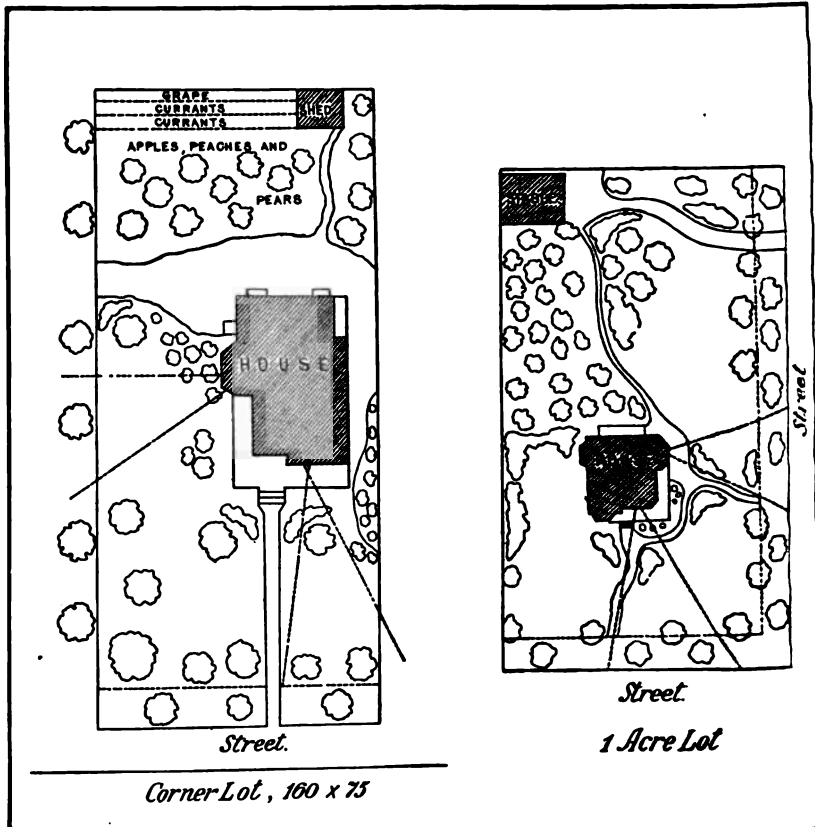 GRAPE
CURRANTS
CURRANTS
SHED
APPLES, PEACHES AND
PEARS
HOUSE
Street.
Corner Lot, 160 x 75
Street
Street.
1 Acre Lot